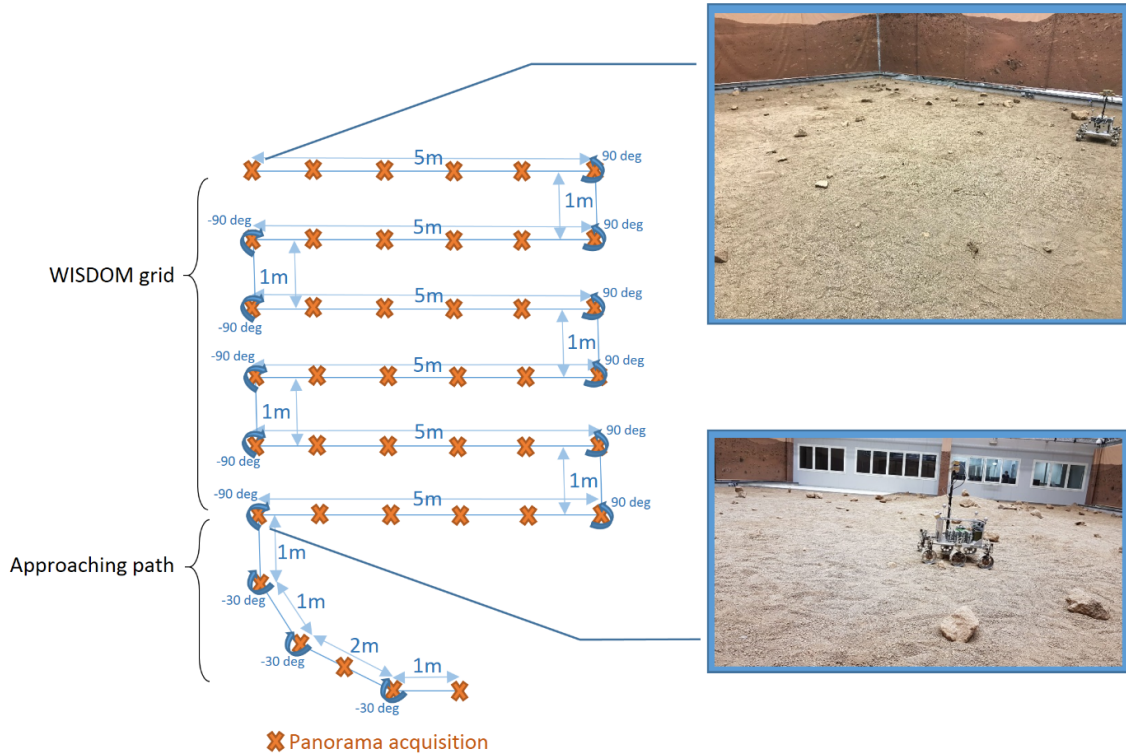 5m
90 deg
1m
-90 deg
5m
90 deg
WISDOM grid
1m
-90 deg
5m
90 deg
1m
-90 deg
5m
90 deg
1m
-90 deg
5m
90 deg
1m
-90 deg
5m
90 deg
Approaching path
1m
-30 deg
1m
-30 deg
2m
1m
-30 deg
Panorama acquisition